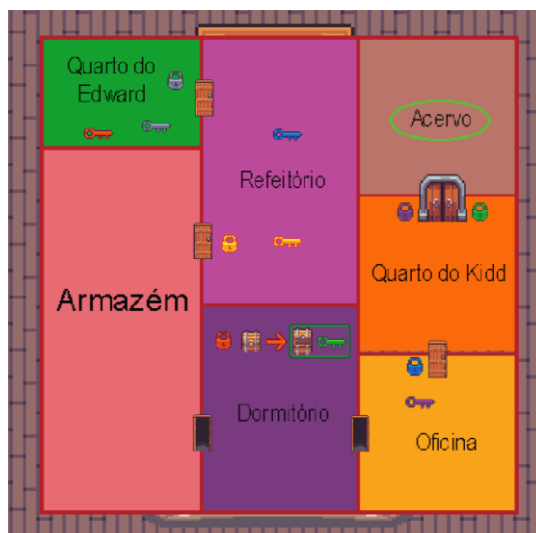 Quarto do
Edward
Acervo
Refeitório
Quarto do Kidd
Armazém
Dormitório
Oficina